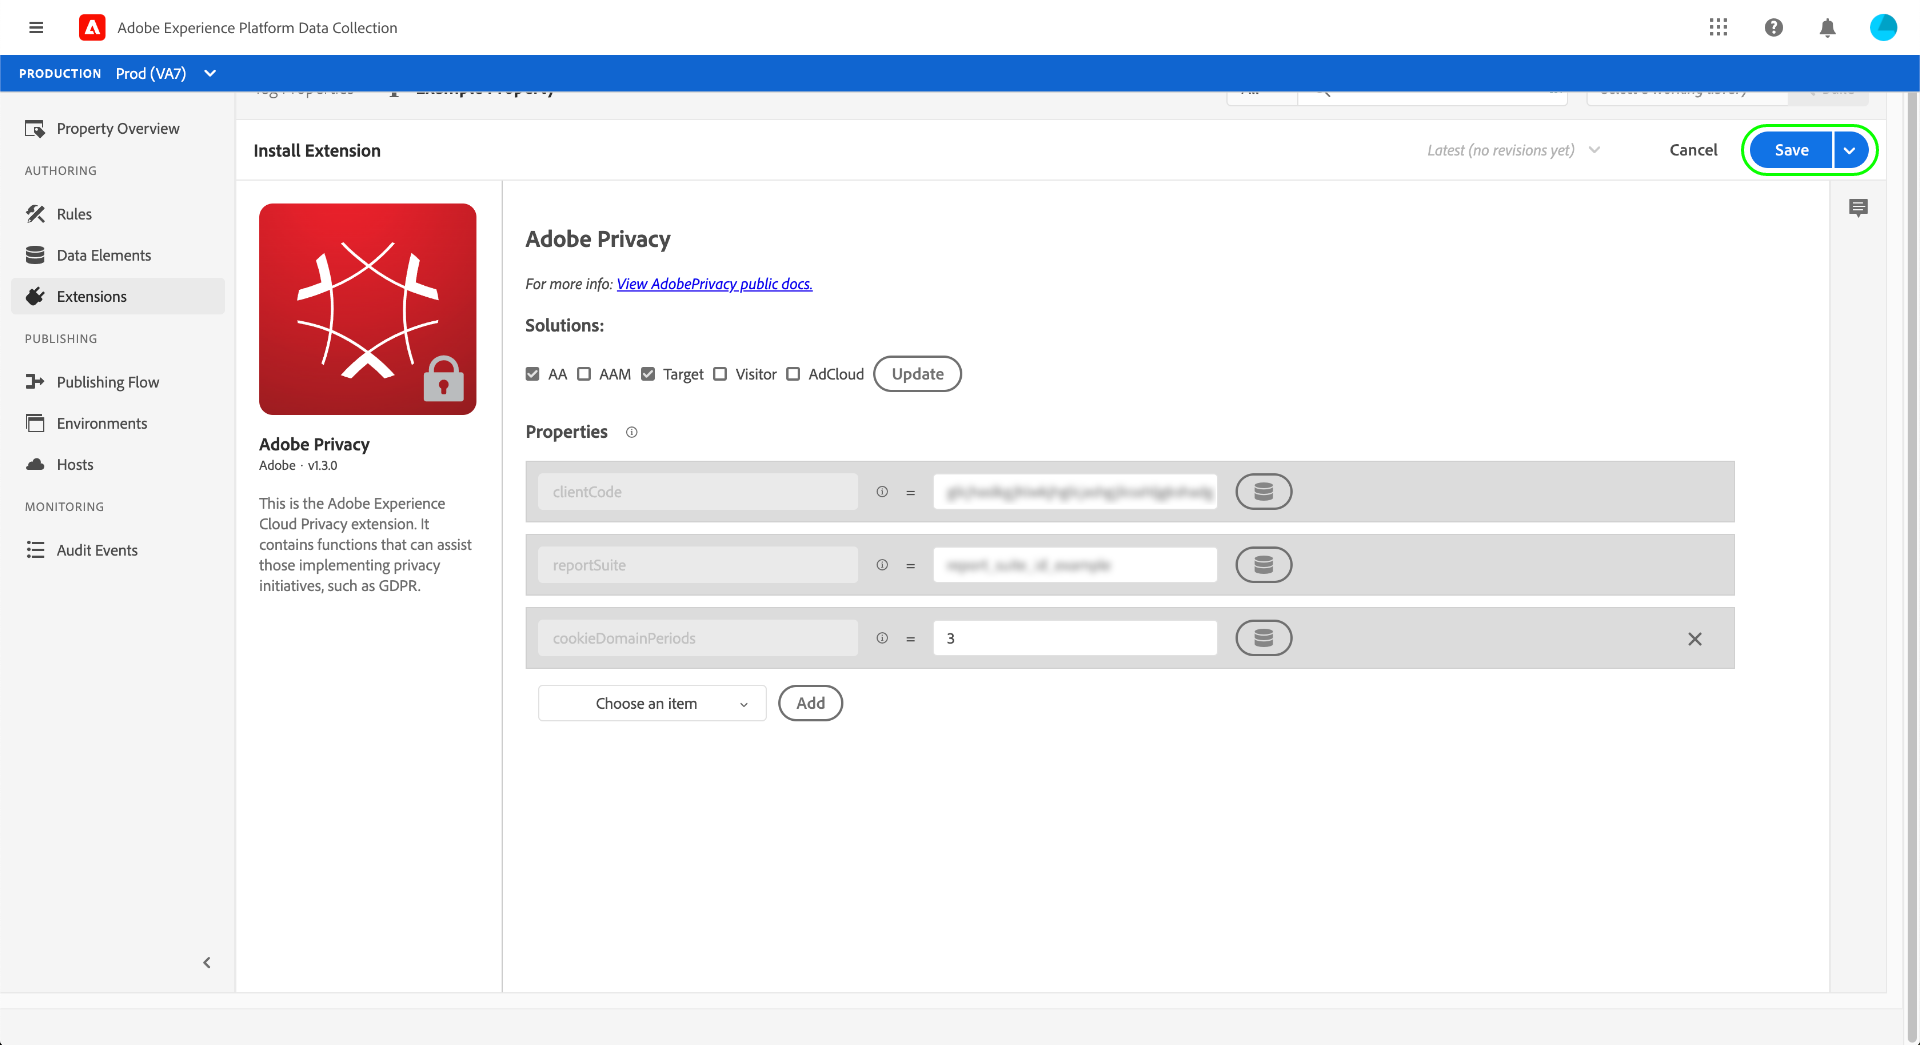 Adobe Experience Platform Data Collection
PRODUCTION Prod (VA7)
Property Overview
AUTHORING
Rules
Data Elements
Extensions
PUBLISHING
Publishing Flow
Environments
Hosts
MONITORING
Audit Events
Install Extension
Latest (no revisions yet)
Cancel
Save
Adobe Privacy
Adobe · v1.3.0
This is the Adobe Experience
Cloud Privacy extension. It
contains functions that can assist
those implementing privacy
initiatives, such as GDPR.
Adobe Privacy
For more info: View AdobePrivacy public docs.
Solutions:
AA AAM Target Visitor AdCloud Update
Properties
clientCode =
reportSuite =
cookieDomainPeriods = 3
Choose an item Add